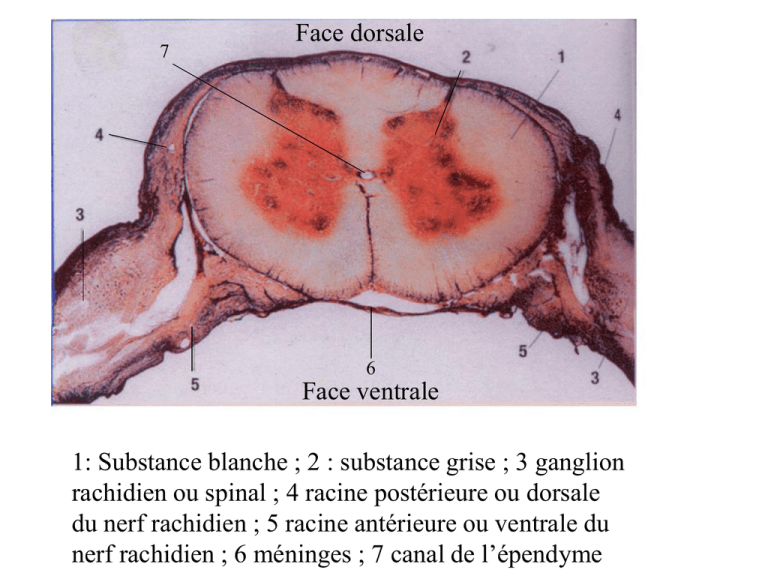 Face dorsale
7
2
1
4
4
3
5
6
5
3
Face ventrale
1: Substance blanche ; 2 : substance grise ; 3 ganglion
rachidien ou spinal ; 4 racine postérieure ou dorsale
du nerf rachidien ; 5 racine antérieure ou ventrale du
nerf rachidien ; 6 méninges ; 7 canal de l’épendyme